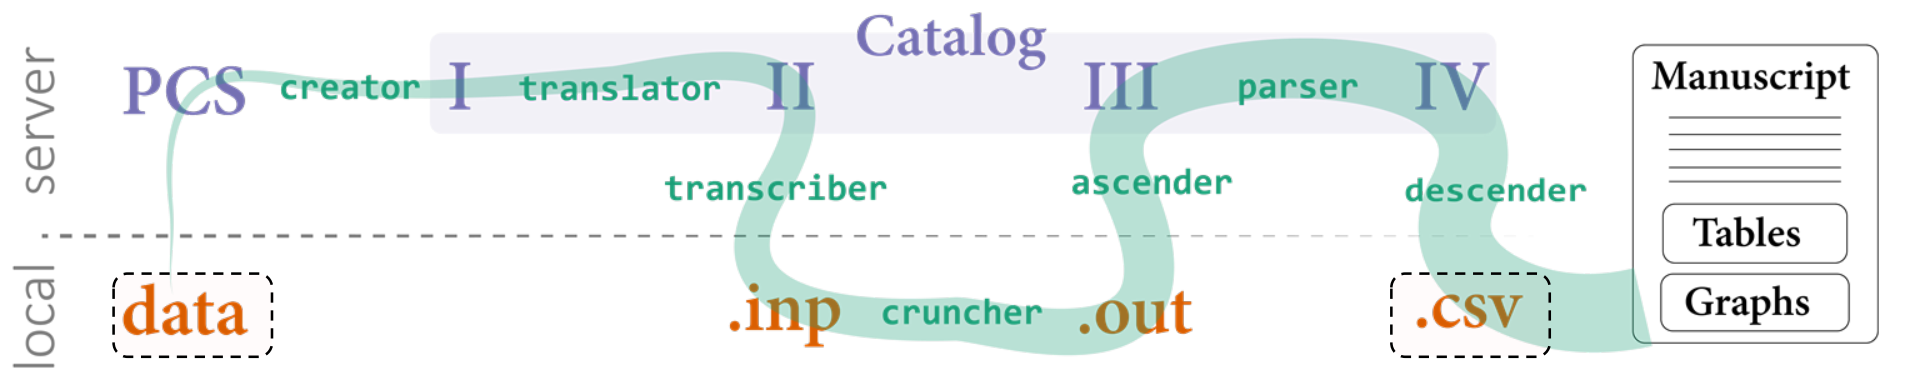 server
Catalog
PCS
creator
I
translator
II
III
parser
IV
transcriber
ascender
descender
local
data
.inp
cruncher
.out
.csv
Manuscript
Tables
Graphs